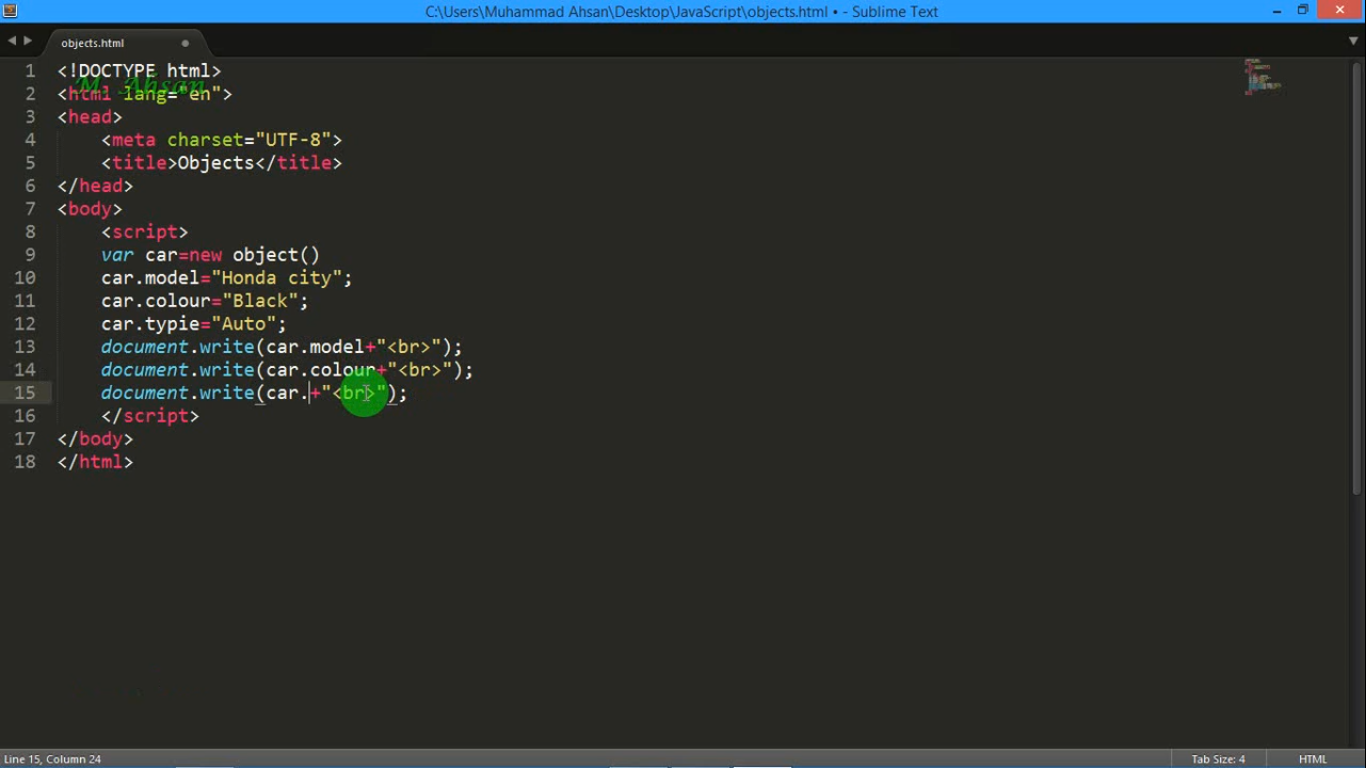 C:\Users\Muhammad Ahsan\Desktop\JavaScript\objects.html • - Sublime Text
objects.html
M. Ahsan
1 <!DOCTYPE html>
2 <html lang="en">
3 <head>
4 <meta charset="UTF-8">
5 <title>Objects</title>
6 </head>
7 <body>
8 <script>
9 var car=new object()
10 car.model="Honda city";
11 car.colour="Black";
12 car.typie="Auto";
13 document.write(car.model+"<br>");
14 document.write(car.colour+"<br>");
15 document.write(car.+"<br>");
16 </script>
17 </body>
18 </html>
Line 15, Column 24
Tab Size: 4
HTML